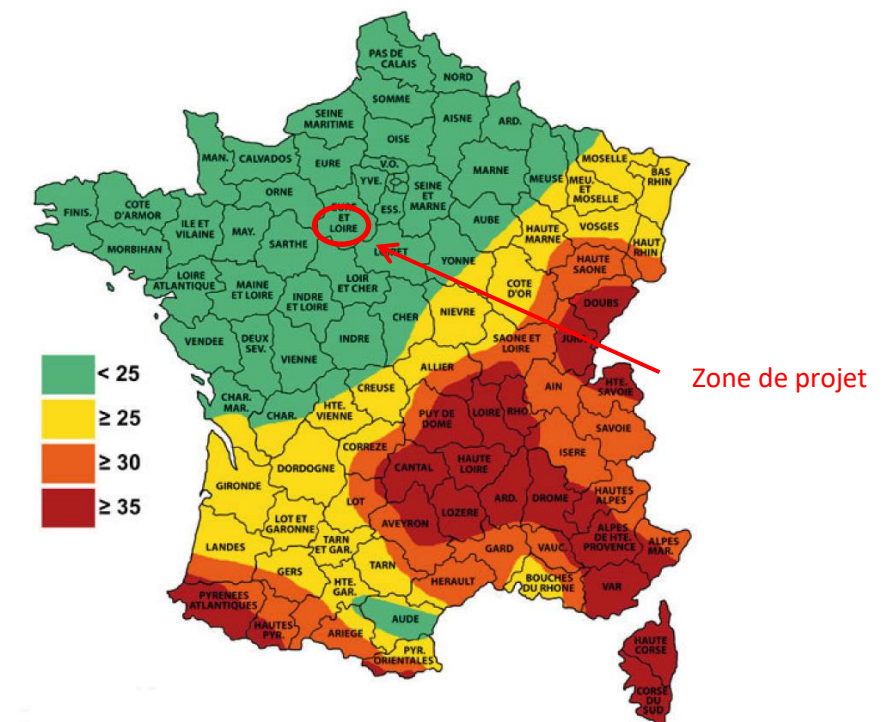 PAS DE
CALAIS
NORD
SOMME
SEINE
MARITIME
AISNE
ARD.
OISE
MAN.
CALVADOS
EURE
V.O.
YVE.
ESS.
SEINE
ET
MARNE
MARNE
MEUSE
MEU.
ET
MOSELLE
MOSELLE
BAS
RHIN
FINIS.
COTE
D'ARMOR
MORBIHAN
ILE ET
VILAINE
MAY.
ORNE
SARTHE
EURE
ET
LOIRE
AUBE
HAUTE
MARNE
VOSGES
HAUT
RHIN
LOIRET
YONNE
LOIRE
ATLANTIQUE
MAINE
ET LOIRE
INDRE
ET LOIRE
LOIR
ET CHER
CHER
NIEVRE
COTE
D'OR
HAUTE
SAONE
DOUBS
JURA
VENDEE
DEUX
SEV.
VIENNE
INDRE
SAONE ET
LOIRE
ALLIER
CREUSE
HTE.
VIENNE
CHAR.
MAR.
CHAR.
PUY DE
DOME
LOIRE
RHO.
AIN
HTE.
SAVOIE
SAVOIE
ISERE
CORREZE
DORDOGNE
GIRONDE
CANTAL
HAUTE
LOIRE
ARD.
DROME
HAUTES
ALPES
LOT
AVEYRON
LOZERE
LOT ET
GARONNE
TARN
ET GAR.
LANDES
GERS
TARN
HTE.
GAR.
GARD
VAUC.
ALPES
DE HTE.
PROVENCE
ALPES
MAR.
HERAULT
BOUCHES
DU RHONE
VAR
PYRENEES
ATLANTIQUES
HAUTES
PYR.
ARIEGE
AUDE
PYR.
ORIENTALES
HAUTE
CORSE
CORSE
DU
SUD
< 25
≥ 25
≥ 30
≥ 35
Zone de projet